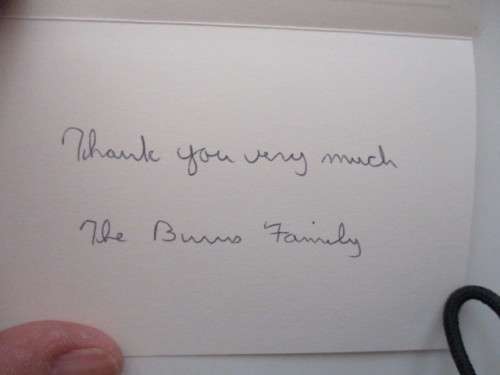 Thank you very much
The Burns Family